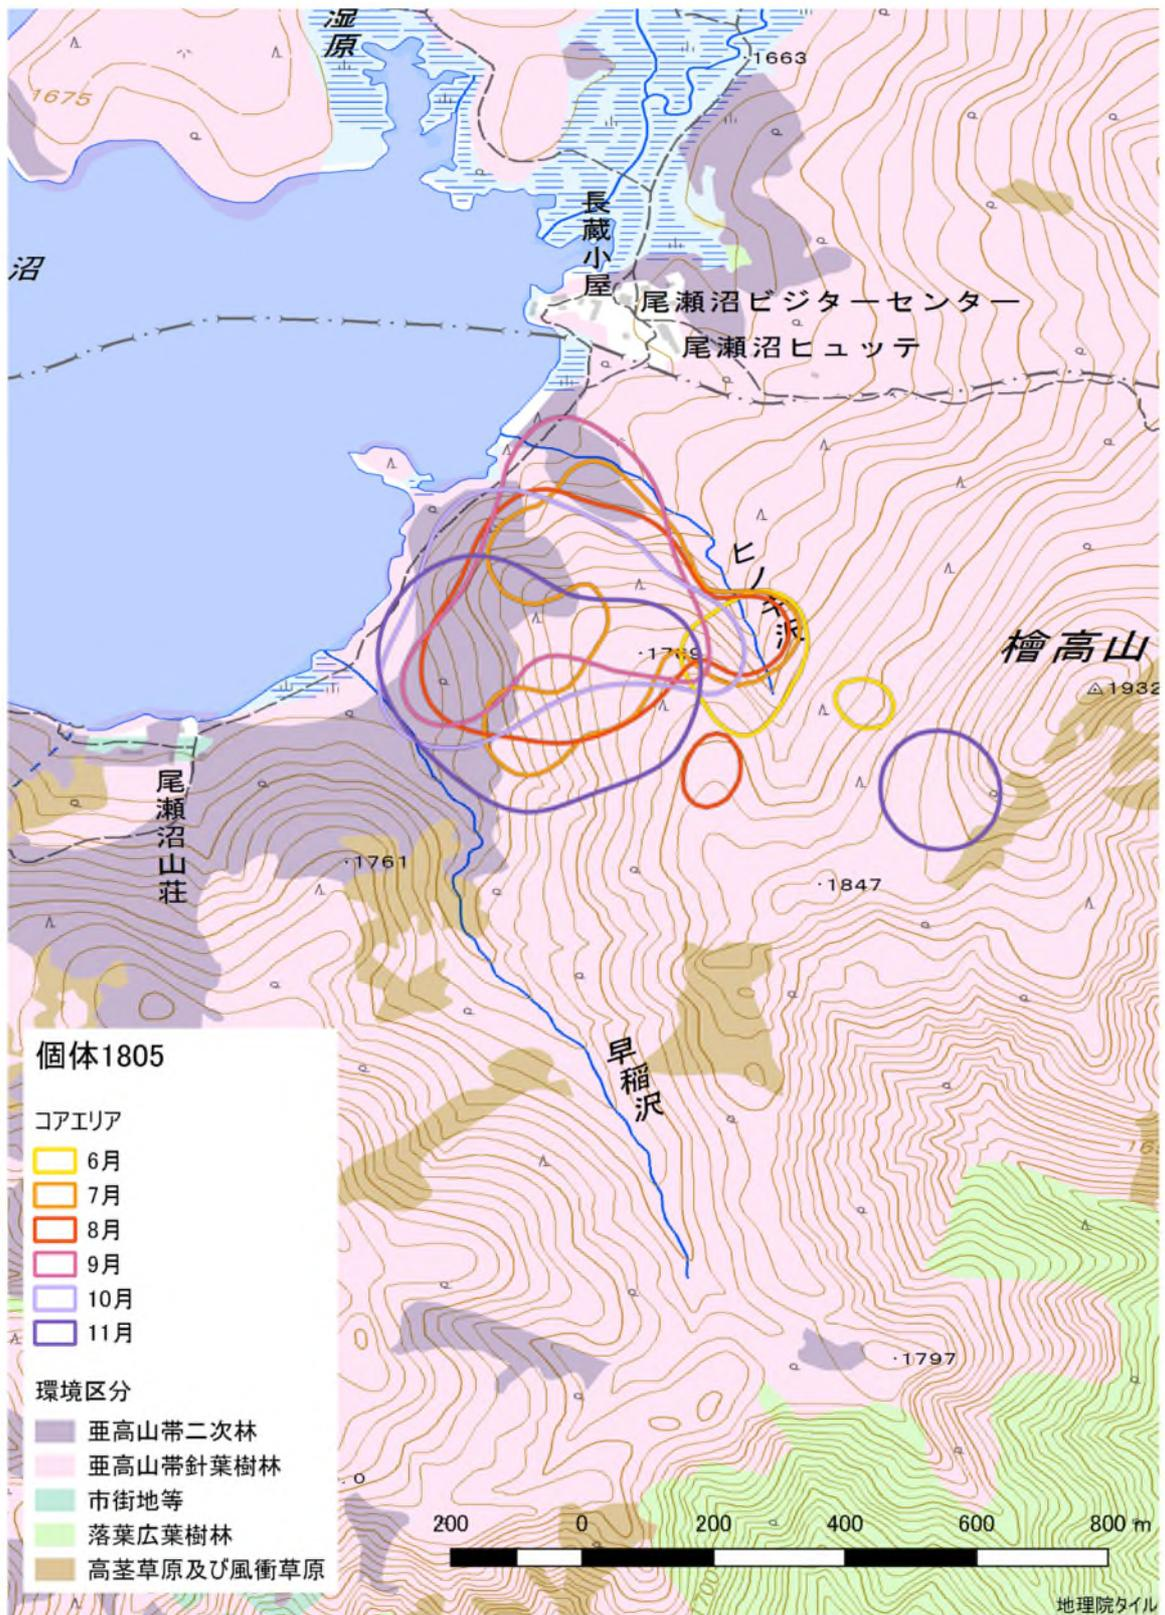 湿原
1663
1675
長蔵小屋
沼
尾瀬沼ビジターセンター
尾瀬沼ヒュッテ
ヒノキ沢
檜高山
1769
1932
尾瀬沼山荘
1761
1847
早稲沢
1797
個体1805
コアエリア
6月
7月
8月
9月
10月
11月
環境区分
亜高山帯二次林
亜高山帯針葉樹林
市街地等
落葉広葉樹林
高茎草原及び風衝草原
200 0 200 400 600 800 m
地理院タイル